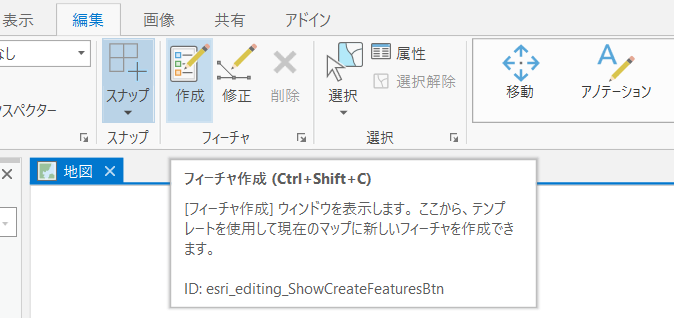 表示 編集 画像 共有 アドイン
なし
スナップ 作成 修正 削除 選択 属性 選択解除 移動 アノテーション
スペクター
スナップ フィーチャ 選択
地図
フィーチャ作成 (Ctrl+Shift+C)
[フィーチャ作成] ウィンドウを表示します。ここから、テンプ
レートを使用して現在のマップに新しいフィーチャを作成でき
ます。
ID: esri_editing_ShowCreateFeaturesBtn